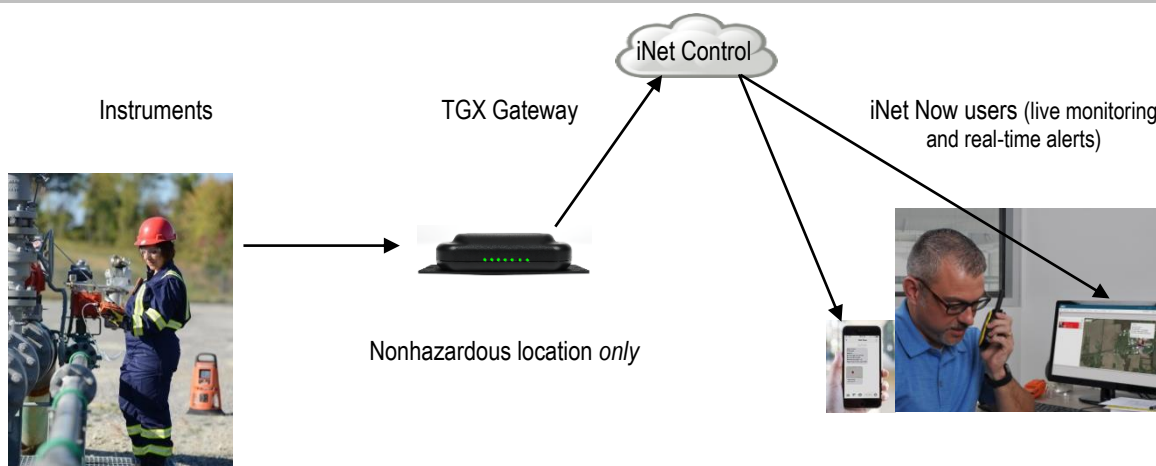 iNet Control
Instruments
TGX Gateway
iNet Now users (live monitoring
and real-time alerts)
Nonhazardous location only